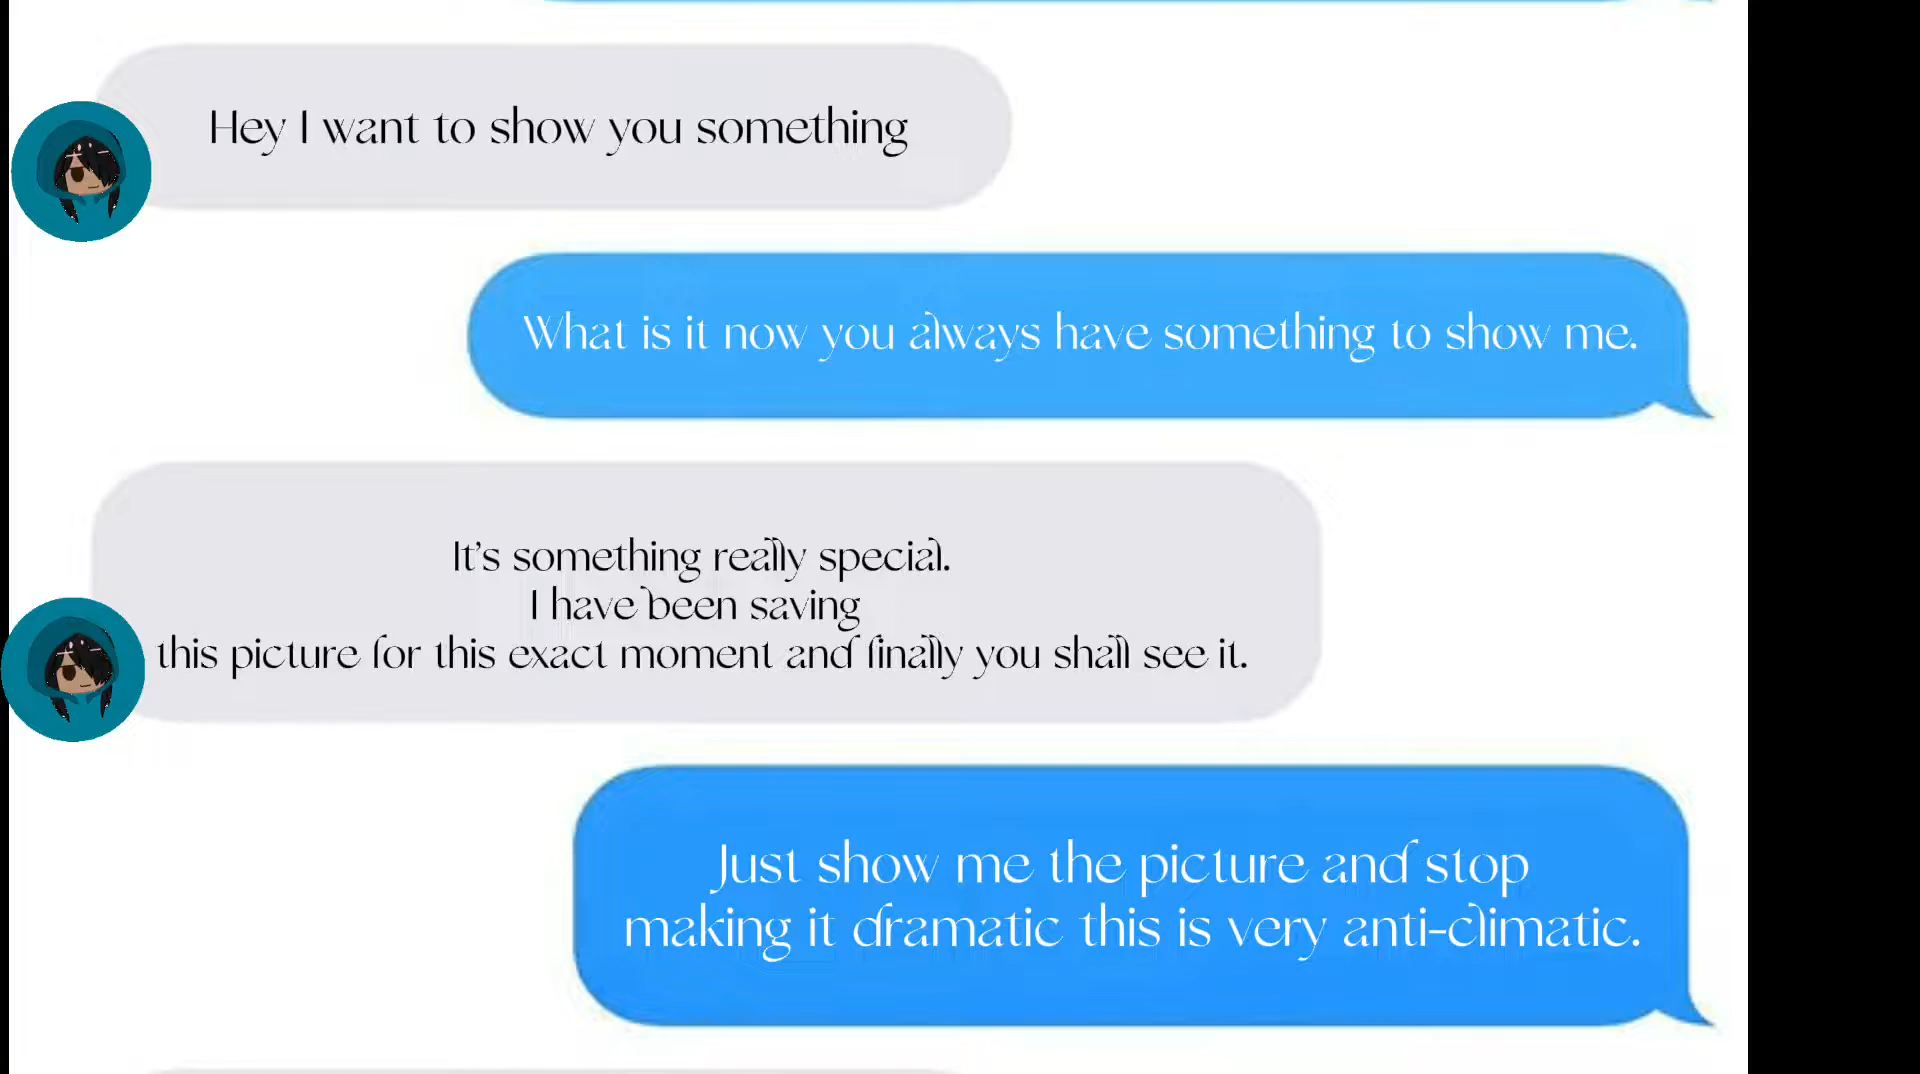 Hey I want to show you something
What is it now you always have something to show me.
It's something really special.
I have been saving
this picture for this exact moment and finally you shall see it.
Just show me the picture and stop
making it dramatic this is very anti-climatic.